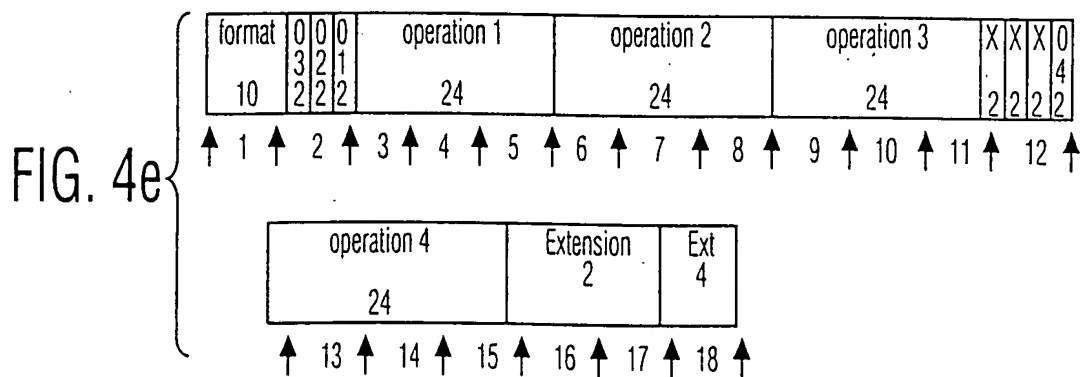 FIG. 4e
format 0 0 0 operation 1 operation 2 operation 3 X X X 0
3 2 1 4
10 2 2 2 24 24 24 2 2 2 2
1 2 3 4 5 6 7 8 9 10 11 12
operation 4 Extension Ext
2 4
24
13 14 15 16 17 18